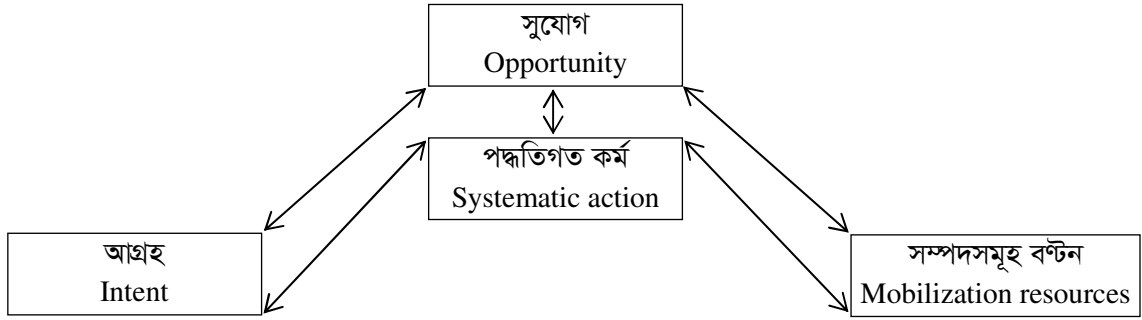 সুযোগ
Opportunity
পদ্ধতিগত কর্ম
Systematic action
আগ্রহ
Intent
সম্পদসমূহ বণ্টন
Mobilization resources